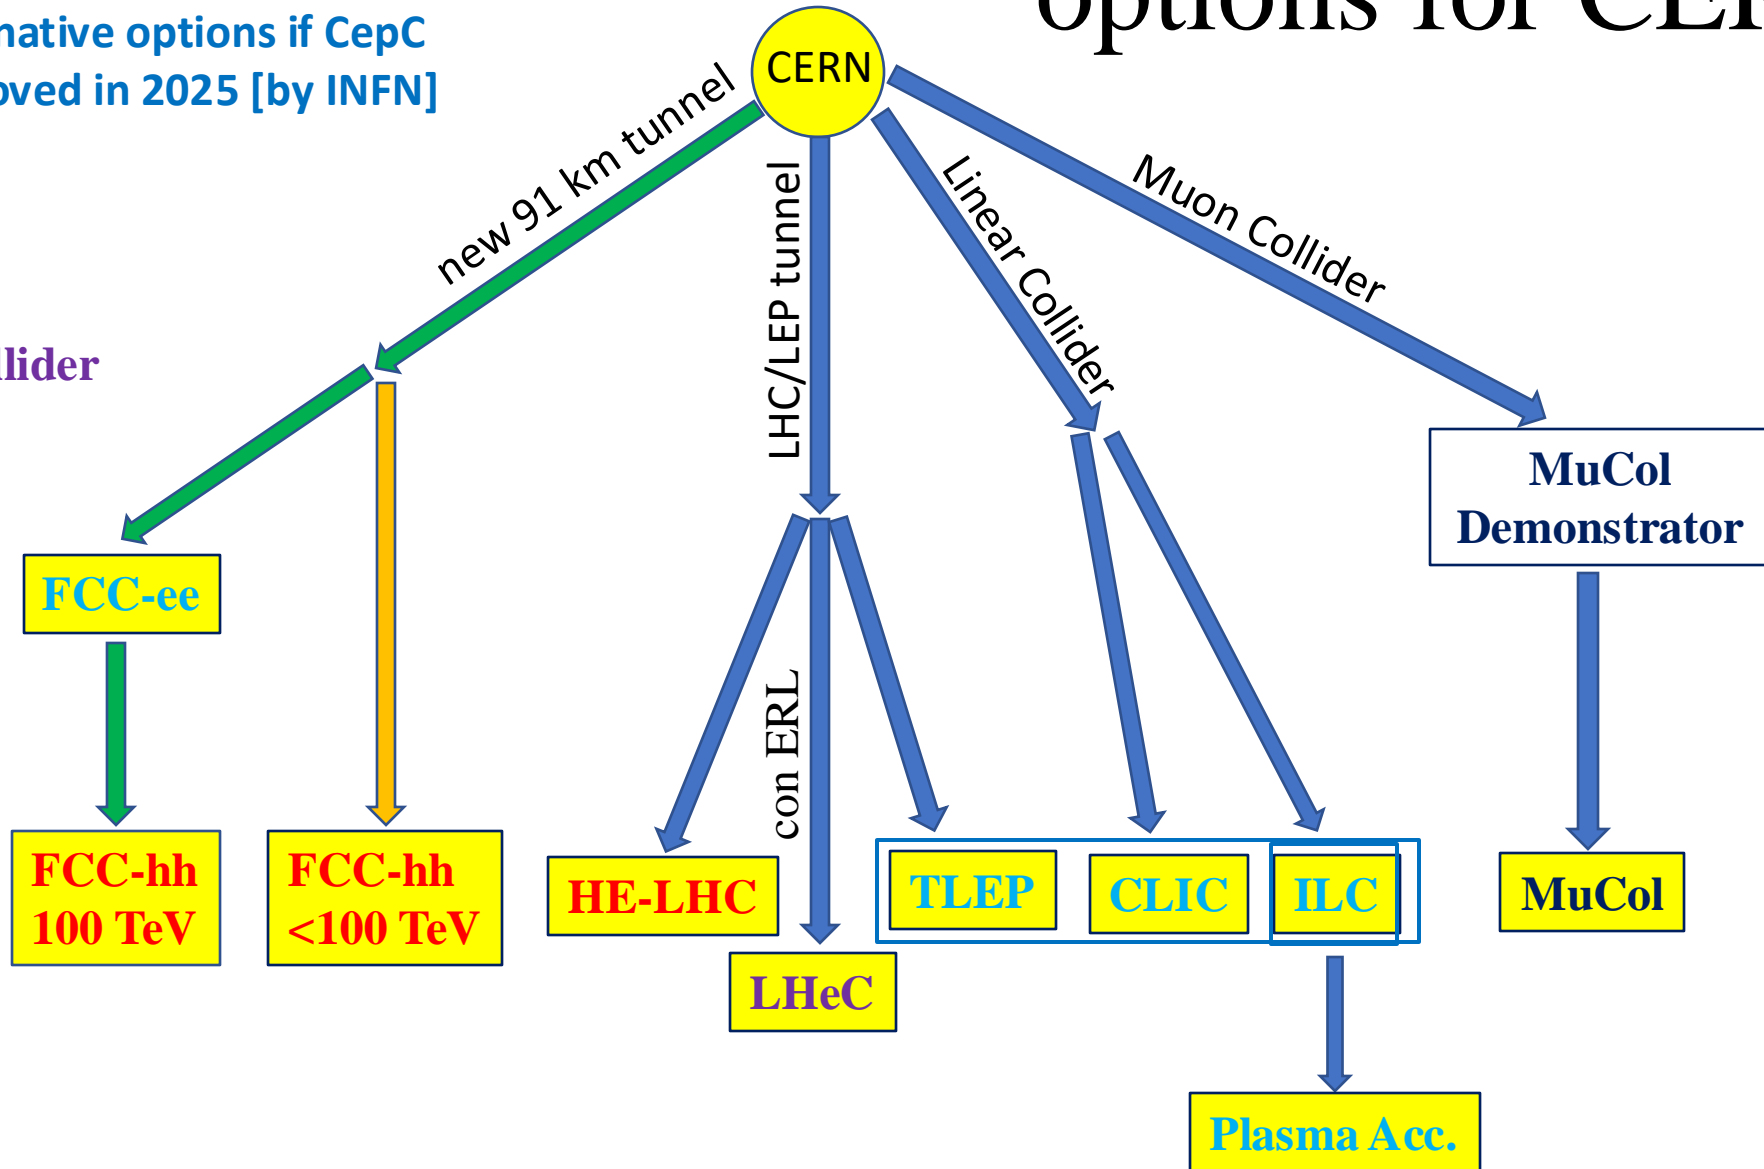 options for CER
native options if CepC
oved in 2025 [by INFN]
CERN
new 91 km tunnel
LHC/LEP tunnel
Linear Collider
Muon Collider
llider
MuCol
Demonstrator
FCC-ee
con ERL
FCC-hh
100 TeV
FCC-hh
<100 TeV
HE-LHC
TLEP
CLIC
ILC
MuCol
LHeC
Plasma Acc.